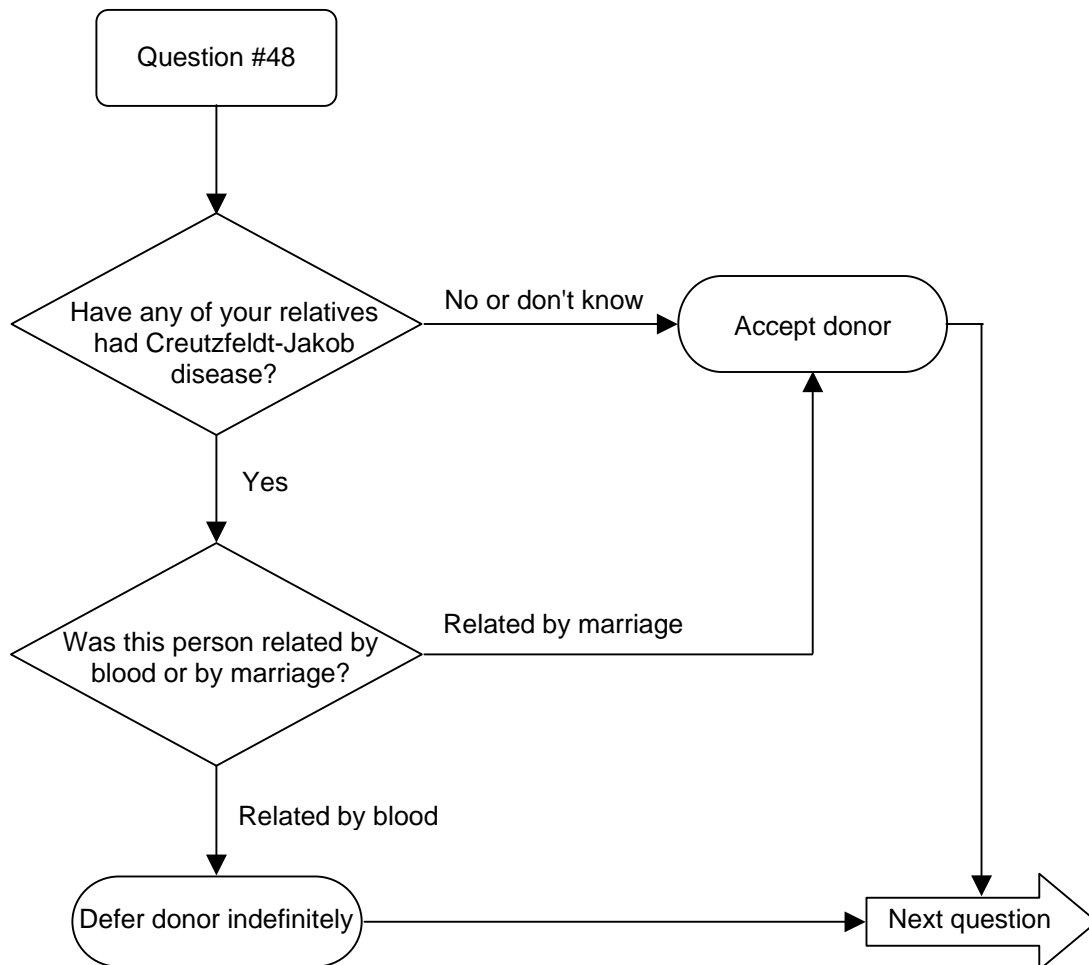 Question #48
Have any of your relatives
had Creutzfeldt-Jakob
disease?
No or don't know
Accept donor
Yes
Was this person related by
blood or by marriage?
Related by marriage
Related by blood
Defer donor indefinitely
Next question